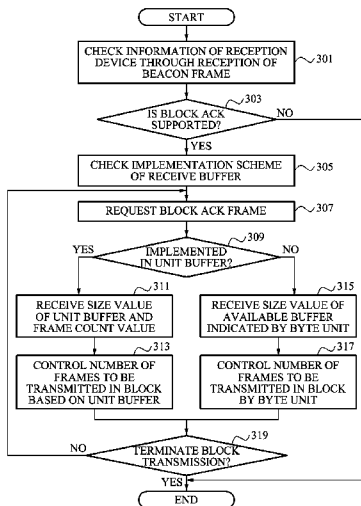 START
CHECK INFORMATION OF RECEPTION
DEVICE THROUGH RECEPTION OF
BEACON FRAME
301
303
IS BLOCK ACK
SUPPORTED?
NO
YES
CHECK IMPLEMENTATION SCHEME
OF RECEIVE BUFFER
305
REQUEST BLOCK ACK FRAME
307
309
YES
IMPLEMENTED
IN UNIT BUFFER?
NO
311
RECEIVE SIZE VALUE
OF UNIT BUFFER AND
FRAME COUNT VALUE
315
RECEIVE SIZE VALUE OF
AVAILABLE BUFFER
INDICATED BY BYTE UNIT
313
CONTROL NUMBER OF
FRAMES TO BE
TRANSMITTED IN BLOCK
BASED ON UNIT BUFFER
317
CONTROL NUMBER OF
FRAMES TO BE
TRANSMITTED IN BLOCK
BY BYTE UNIT
319
NO
TERMINATE BLOCK
TRANSMISSION?
YES
END